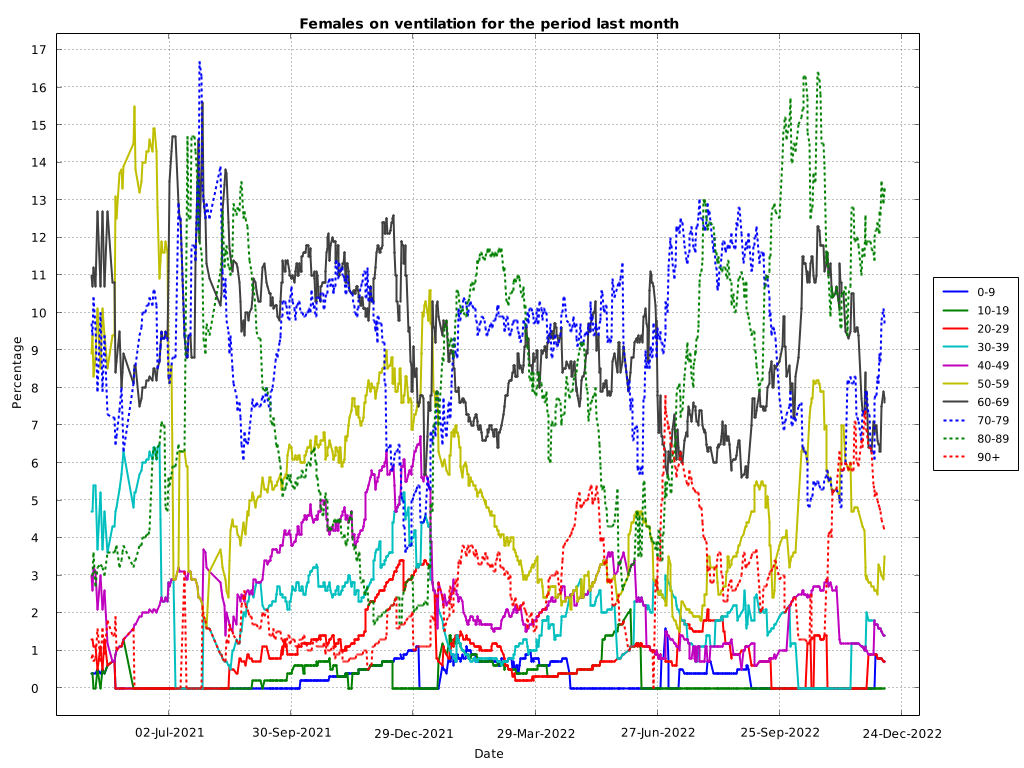 Females on ventilation for the period last month
17
16
15
14
13
12
11
10
9
8
7
6
5
4
3
2
1
0
Percentage
02-Jul-2021
30-Sep-2021
29-Dec-2021
29-Mar-2022
27-Jun-2022
25-Sep-2022
24-Dec-2022
Date
0-9
10-19
20-29
30-39
40-49
50-59
60-69
70-79
80-89
90+